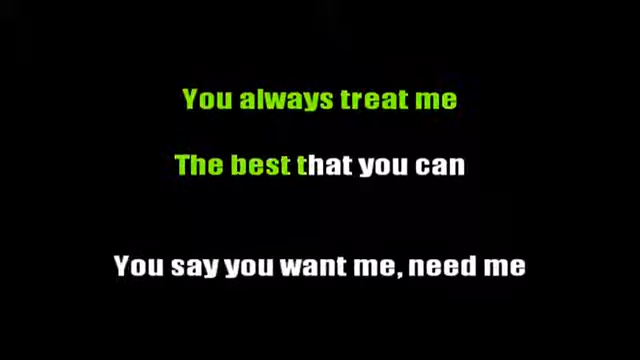 You always treat me
The best that you can
You say you want me, need me